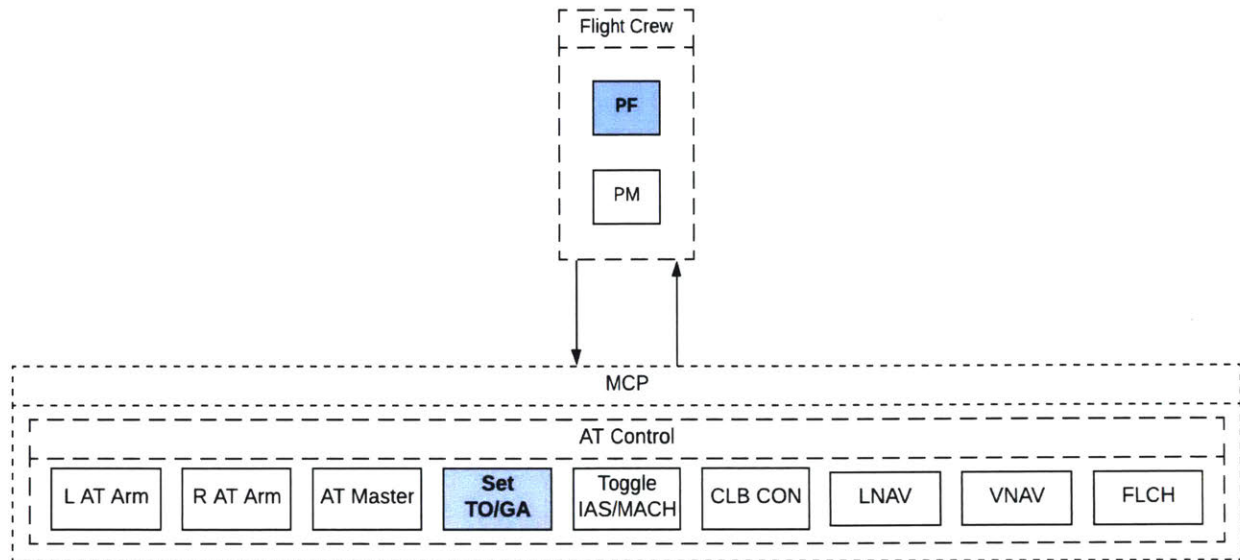 Flight Crew
PF
PM
MCP
AT Control
L AT Arm
R AT Arm
AT Master
Set
TO/GA
Toggle
IAS/MACH
CLB CON
LNAV
VNAV
FLCH